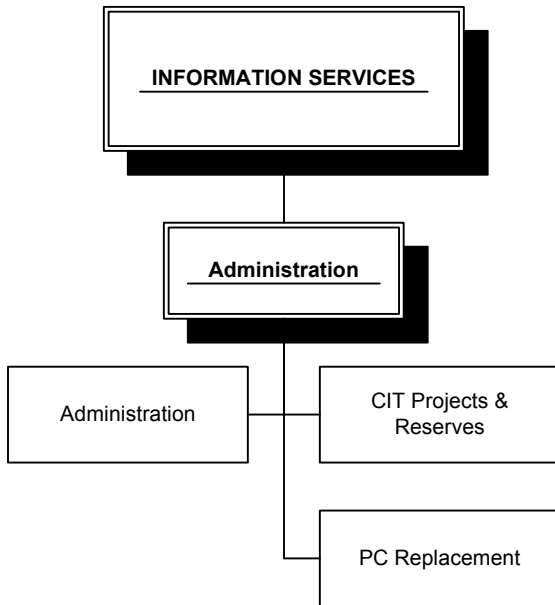 INFORMATION SERVICES
Administration
Administration
CIT Projects &
Reserves
PC Replacement